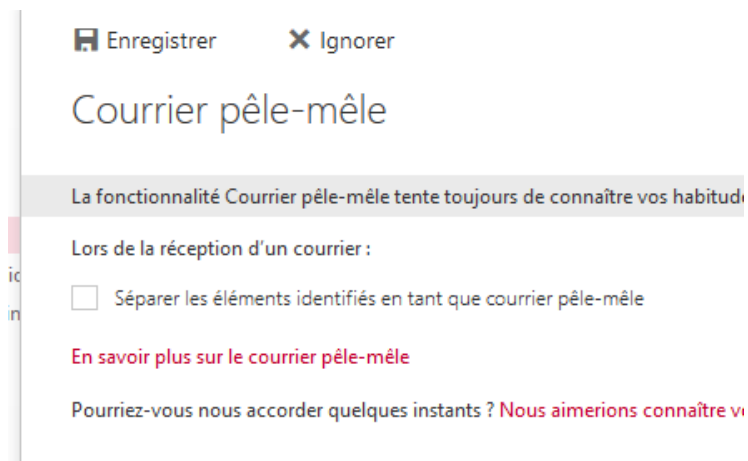 Enregistrer Ignorer
Courrier pêle-mêle
La fonctionnalité Courrier pêle-mêle tente toujours de connaître vos
Lors de la réception d'un courrier :
Séparer les éléments identifiés en tant que courrier pêle-mêle
En savoir plus sur le courrier pêle-mêle
Pourriez-vous nous accorder quelques instants ? Nous aimerions connaître